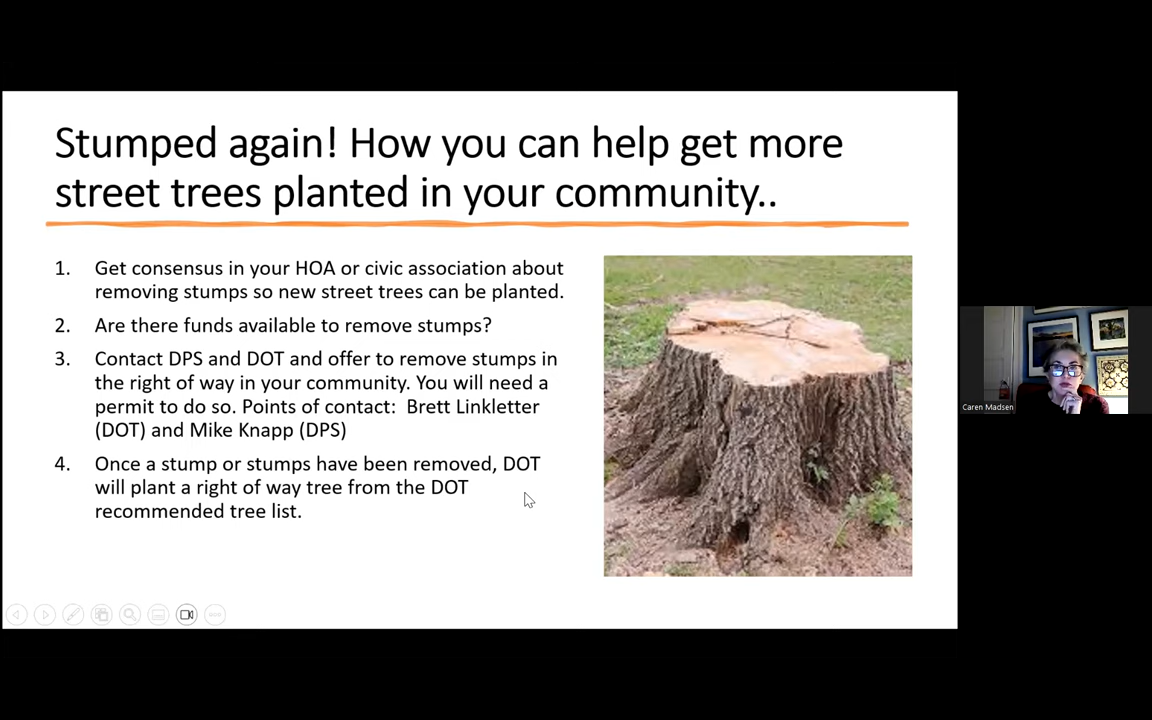 Stumped again! How you can help get more
street trees planted in your community..
1. Get consensus in your HOA or civic association about
removing stumps so new street trees can be planted.
2. Are there funds available to remove stumps?
3. Contact DPS and DOT and offer to remove stumps in
the right of way in your community. You will need a
permit to do so. Points of contact: Brett Linkletter
(DOT) and Mike Knapp (DPS)
4. Once a stump or stumps have been removed, DOT
will plant a right of way tree from the DOT
recommended tree list.
Caren Madsen